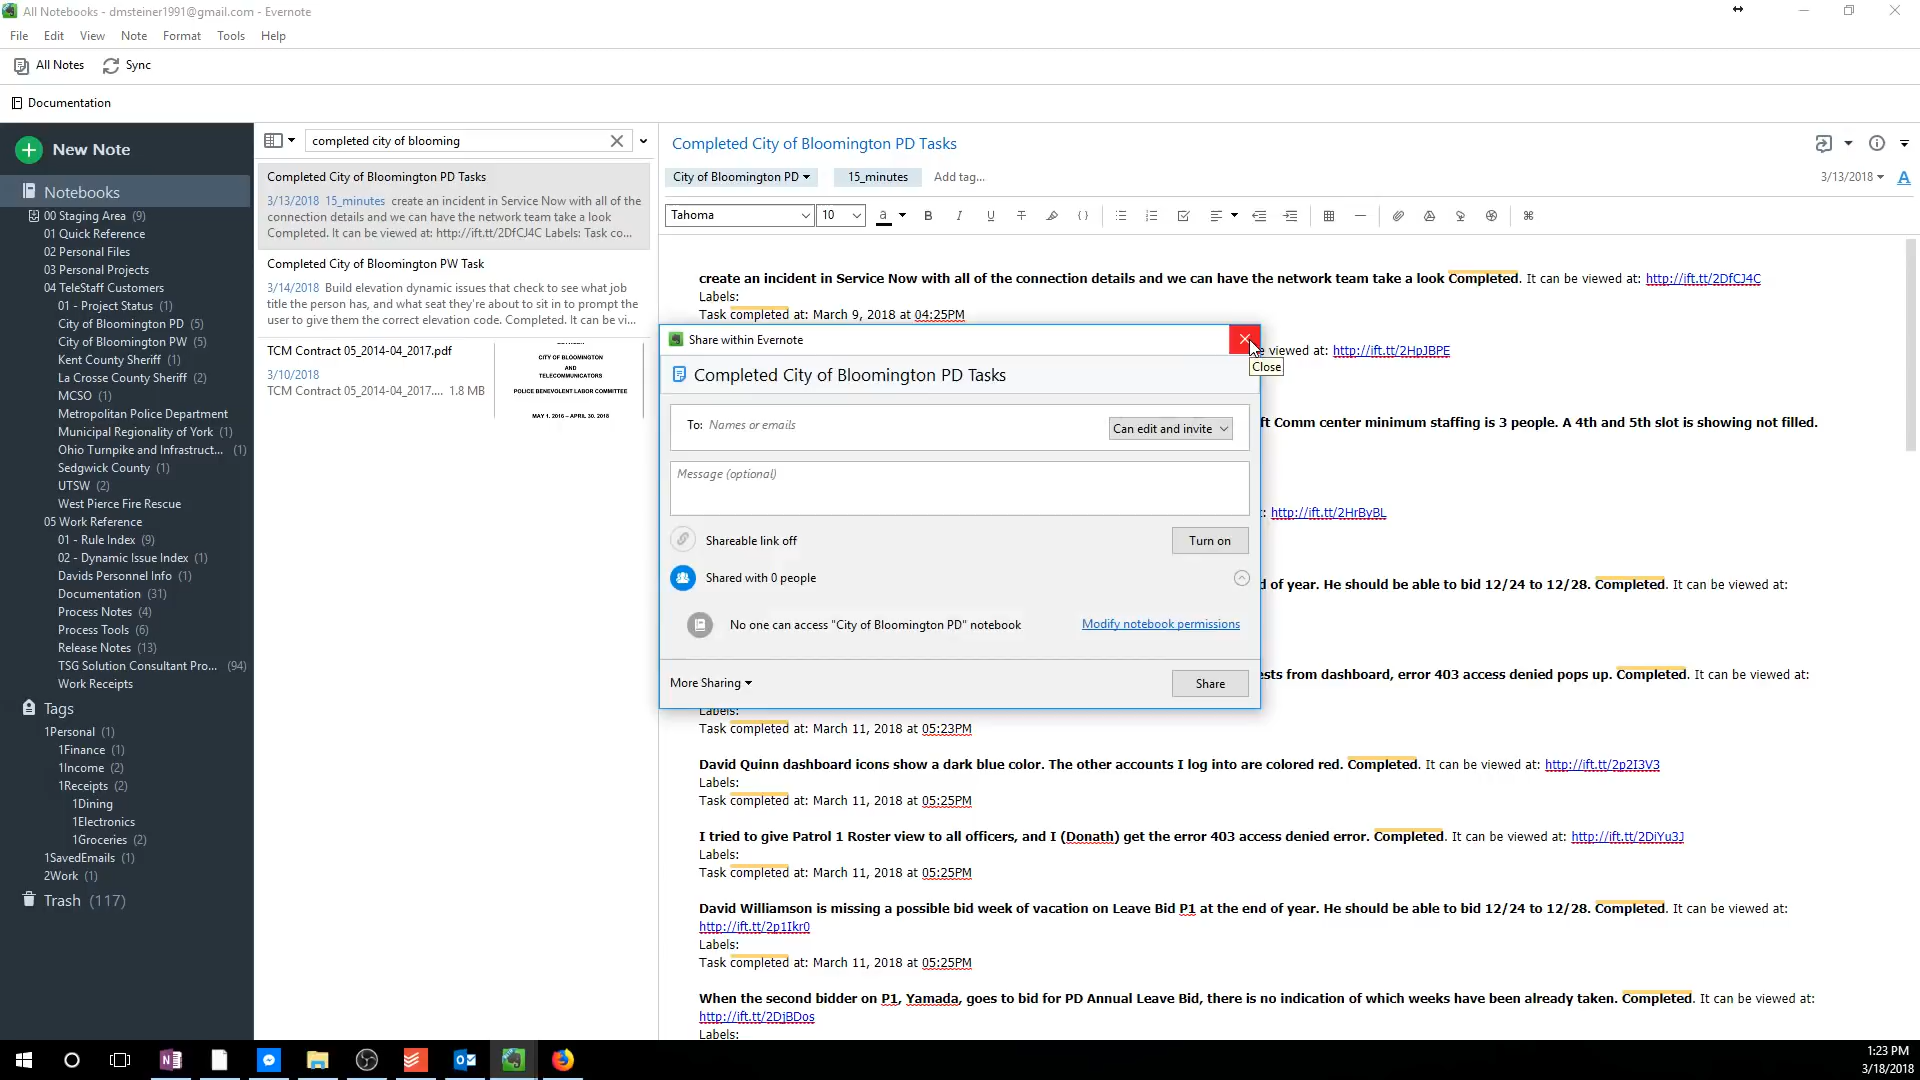 All Notebooks - dmsteiner1991@gmail.com - Evernote
File Edit View Note Format Tools Help
All Notes Sync
Documentation
New Note
Notebooks
00 Staging Area (9)
01 Quick Reference
02 Personal Files
03 Personal Projects
04 TeleStaff Customers
01 - Project Status (1)
City of Bloomington PD (5)
City of Bloomington PW (5)
Kent County Sheriff (1)
La Crosse County Sheriff (2)
MCSO (1)
Metropolitan Police Department
Municipal Regionality of York (1)
Ohio Turnpike and Infrastruct... (1)
Sedgwick County (1)
UTSW (2)
West Pierce Fire Rescue
05 Work Reference
01 - Rule Index (9)
02 - Dynamic Issue Index (1)
Davids Personnel Info (1)
Documentation (31)
Process Notes (4)
Process Tools (6)
Release Notes (13)
TSG Solution Consultant Pro... (94)
Work Receipts
Tags
1Personal (1)
1Finance (1)
1Income (2)
1Receipts (2)
1Dining
1Electronics
1Groceries (2)
1SavedEmails (1)
2Work (1)
Trash (117)
completed city of blooming
Completed City of Bloomington PD Tasks
3/13/2018 15_minutes create an incident in Service Now with all of the
connection details and we can have the network team take a look
Completed. It can be viewed at: http://ift.tt/2DfCJ4C Labels: Task co...
Completed City of Bloomington PW Task
3/14/2018 Build elevation dynamic issues that check to see what job
title the person has, and what seat they're about to sit in to prompt the
user to give them the correct elevation code. Completed. It can be vi...
TCM Contract 05_2014-04_2017.pdf
3/10/2018
TCM Contract 05_2014-04_2017.... 1.8 MB
CITY OF BLOOMINGTON
AND
TELECOMMUNICATORS
POLICE BENEVOLENT LABOR COMMITTEE
MAY 1, 2016 – APRIL 30, 2018
Completed City of Bloomington PD Tasks
City of Bloomington PD 15_minutes Add tag... 3/13/2018
Tahoma 10 a B I U T
create an incident in Service Now with all of the connection details and we can have the network team take a look Completed. It can be viewed at: http://ift.tt/2DfCJ4C
Labels:
Task completed at: March 9, 2018 at 04:25PM
e viewed at: http://ift.tt/2HpJBPE
ft Comm center minimum staffing is 3 people. A 4th and 5th slot is showing not filled.
: http://ift.tt/2HrByBL
d of year. He should be able to bid 12/24 to 12/28. Completed. It can be viewed at:
ests from dashboard, error 403 access denied pops up. Completed. It can be viewed at:
Share within Evernote
Close
Completed City of Bloomington PD Tasks
To: Names or emails Can edit and invite
Message (optional)
Shareable link off Turn on
Shared with 0 people
No one can access "City of Bloomington PD" notebook Modify notebook permissions
More Sharing Share
Labels:
Task completed at: March 11, 2018 at 05:23PM
David Quinn dashboard icons show a dark blue color. The other accounts I log into are colored red. Completed. It can be viewed at: http://ift.tt/2p2I3V3
Labels:
Task completed at: March 11, 2018 at 05:25PM
I tried to give Patrol 1 Roster view to all officers, and I (Donath) get the error 403 access denied error. Completed. It can be viewed at: http://ift.tt/2DiYu3J
Labels:
Task completed at: March 11, 2018 at 05:25PM
David Williamson is missing a possible bid week of vacation on Leave Bid P1 at the end of year. He should be able to bid 12/24 to 12/28. Completed. It can be viewed at:
http://ift.tt/2p1Ikr0
Labels:
Task completed at: March 11, 2018 at 05:25PM
When the second bidder on P1, Yamada, goes to bid for PD Annual Leave Bid, there is no indication of which weeks have been already taken. Completed. It can be viewed at:
http://ift.tt/2DjBDos
Labels:
1:23 PM
3/18/2018